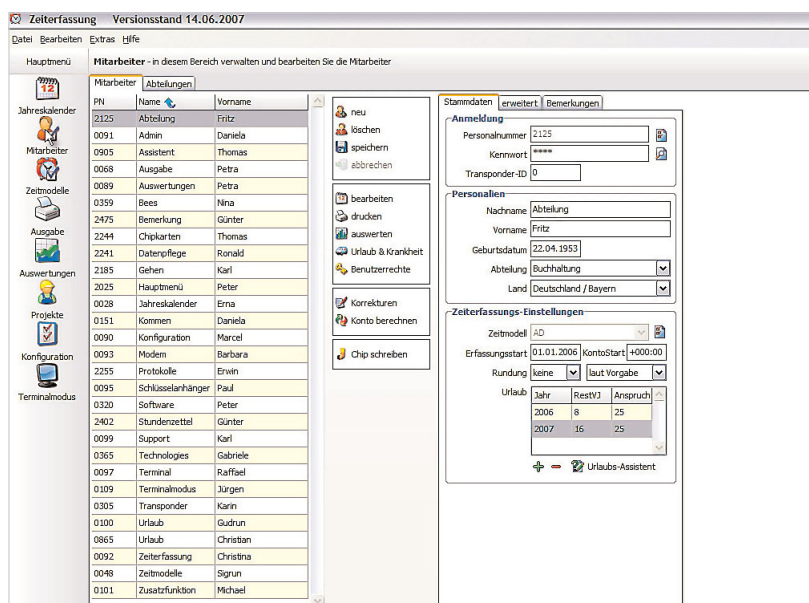 Zeiterfassung Versionsstand 14.06.2007
Datei Bearbeiten Extras Hilfe
Hauptmenü
Mitarbeiter - in diesem Bereich verwalten und bearbeiten Sie die Mitarbeiter
12
Jahreskalender
Mitarbeiter
Zeitmodelle
Ausgabe
Auswertungen
Projekte
Konfiguration
Terminalmodus
Mitarbeiter Abteilungen
PN Name Vorname
2125 Abteilung Fritz
0091 Admin Daniela
0905 Assistent Thomas
0068 Ausgabe Petra
0089 Auswertungen Petra
0359 Bees Nina
2475 Bemerkung Günter
2244 Chipkarten Thomas
2241 Datenpflege Ronald
2185 Gehen Karl
2025 Hauptmenü Peter
0028 Jahreskalender Erna
0151 Kommen Daniela
0090 Konfiguration Marcel
0093 Modem Barbara
2255 Protokolle Erwin
0095 Schlüsselanhänger Paul
0320 Software Peter
2402 Stundenzettel Günter
0099 Support Karl
0365 Technologies Gabriele
0097 Terminal Raffael
0109 Terminalmodus Jürgen
0305 Transponder Karin
0100 Urlaub Gudrun
0865 Urlaub Christian
0092 Zeiterfassung Christina
0048 Zeitmodelle Sigrun
0101 Zusatzfunktion Michael
neu
löschen
speichern
abbrechen
bearbeiten
drucken
auswerten
Urlaub & Krankheit
Benutzerrechte
Korrekturen
Konto berechnen
Chip schreiben
Stammdaten erweitert Bemerkungen
Anmeldung
Personalnummer 2125
Kennwort ****
Transponder-ID 0
Personalien
Nachname Abteilung
Vorname Fritz
Geburtsdatum 22.04.1953
Abteilung Buchhaltung
Land Deutschland / Bayern
Zeiterfassungs-Einstellungen
Zeitmodell AD
Erfassungsstart 01.01.2006 KontoStart +000:00
Rundung keine laut Vorgabe
Urlaub Jahr RestVJ Anspruch
2006 8 25
2007 16 25
Urlaubs-Assistent